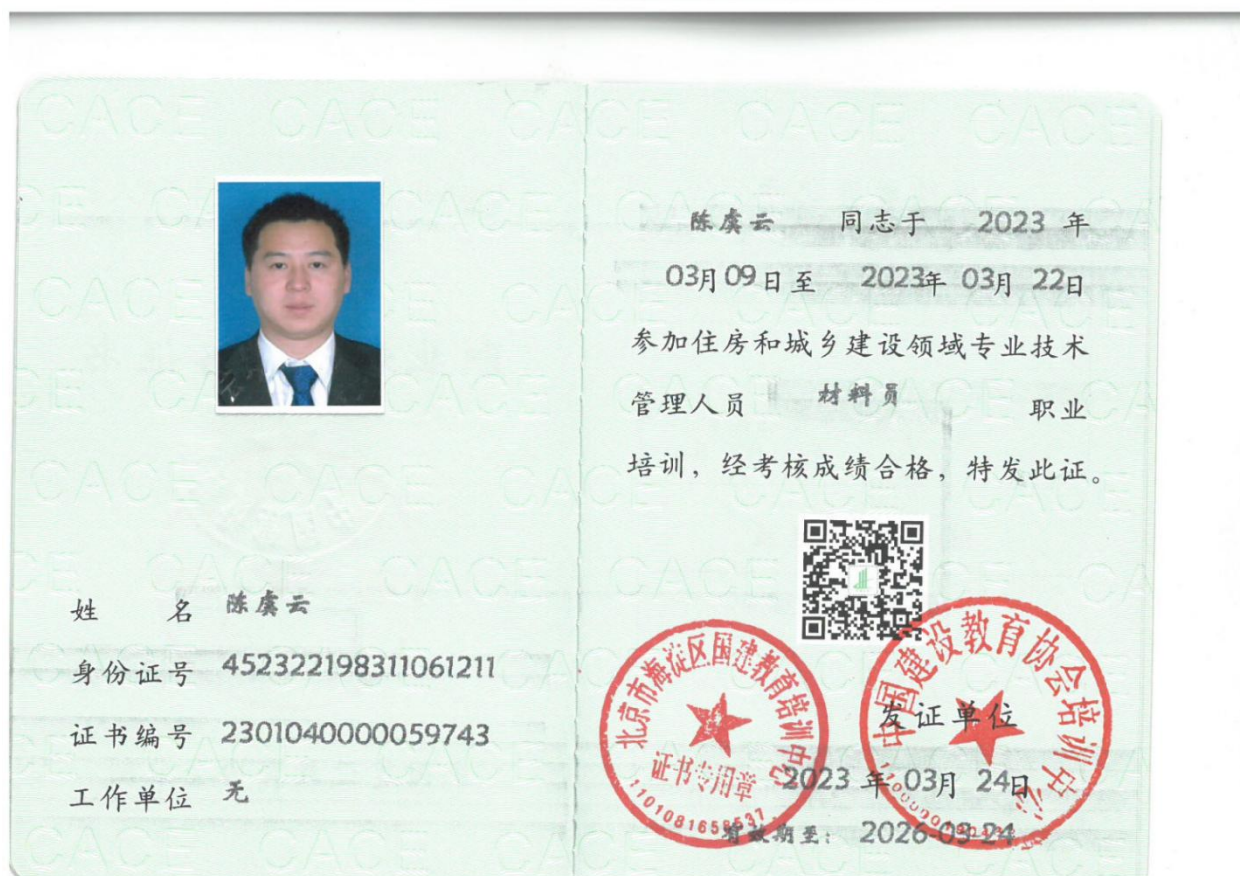 姓 名 陈虞云
身份证号 452322198311061211
证书编号 2301040000059743
工作单位 无
陈虞云 同志于 2023 年
03月 09 日 至 2023年 03月 22日
参加住房和城乡建设领域专业技术
管理人员 材料员 职业
培训，经考核成绩合格，特发此证。
北京市海淀区国建教育培训中心
证书专用章
中国建设教育协会培训中心
发证单位
2023 年 03月 24日
有效期至： 2026-03-24
CACE